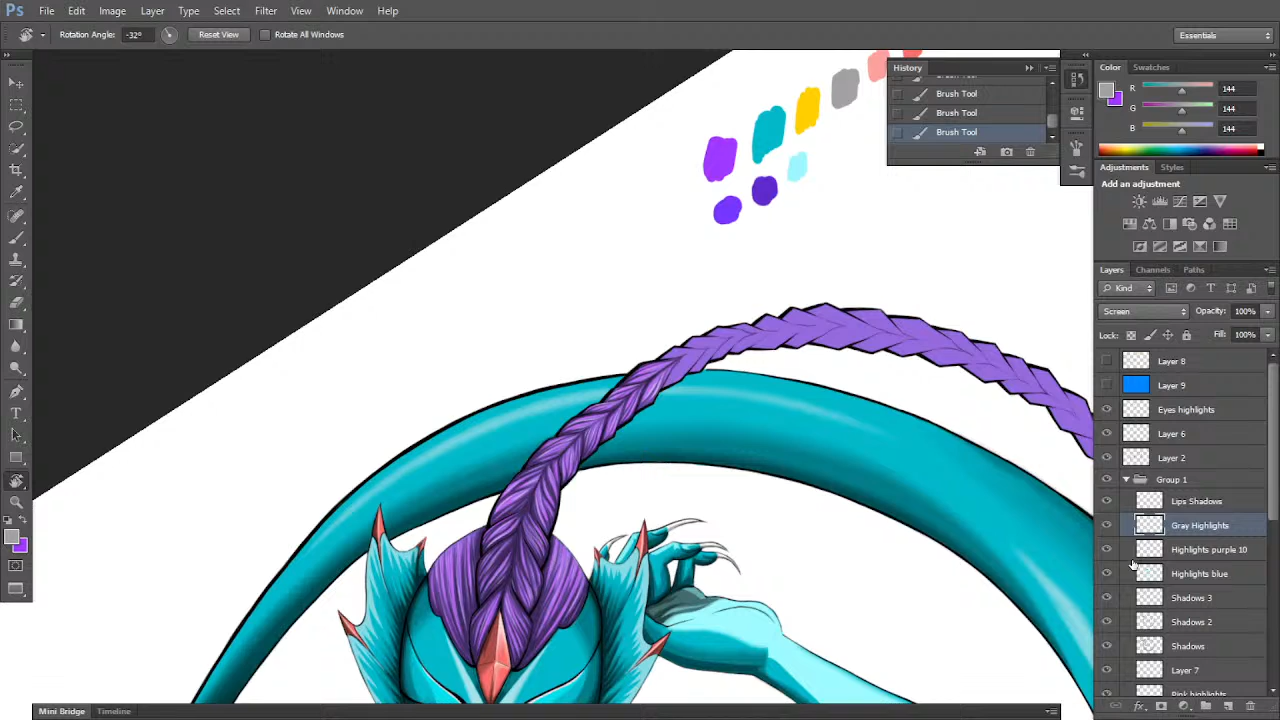 Ps File Edit Image Layer Type Select Filter View Window Help
Rotation Angle: -32° Reset View Rotate All Windows Essentials
History
Brush Tool
Brush Tool
Brush Tool
Color Swatches
R 144
G 144
B 144
Adjustments Styles
Add an adjustment
Layers Channels Paths
Kind
Screen Opacity: 100%
Lock: Fill: 100%
Layer 8
Layer 9
Eyes highlights
Layer 6
Layer 2
Group 1
Lips Shadows
Gray Highlights
Highlights purple 10
Highlights blue
Shadows 3
Shadows 2
Shadows
Layer 7
Pink highlights
Mini Bridge Timeline